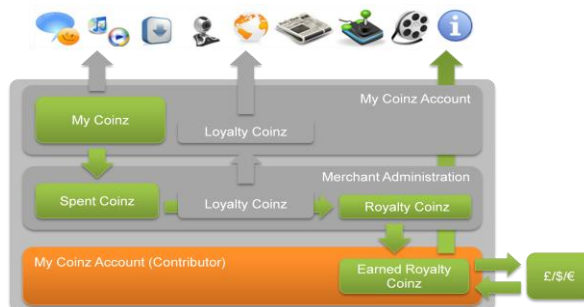 My Coinz Account
My Coinz
Loyalty Coinz
Merchant Administration
Spent Coinz
Loyalty Coinz
Royalty Coinz
My Coinz Account (Contributor)
Earned Royalty
Coinz
£/$/€